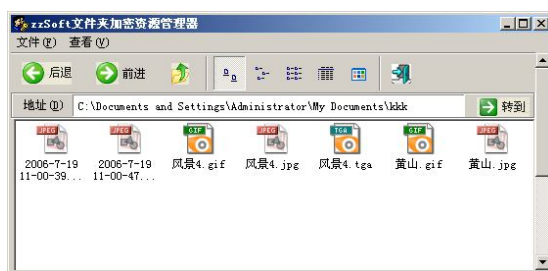 zzSoft文件夹加密资源管理器
文件(F) 查看(V)
后退 前进
地址(D) C:\Documents and Settings\Administrator\My Documents\kkk 转到
JPEG JPEG GIF JPEG TGA GIF JPEG
2006-7-19 2006-7-19 风景4.gif 风景4.jpg 风景4.tga 黄山.gif 黄山.jpg
11-00-39... 11-00-47...